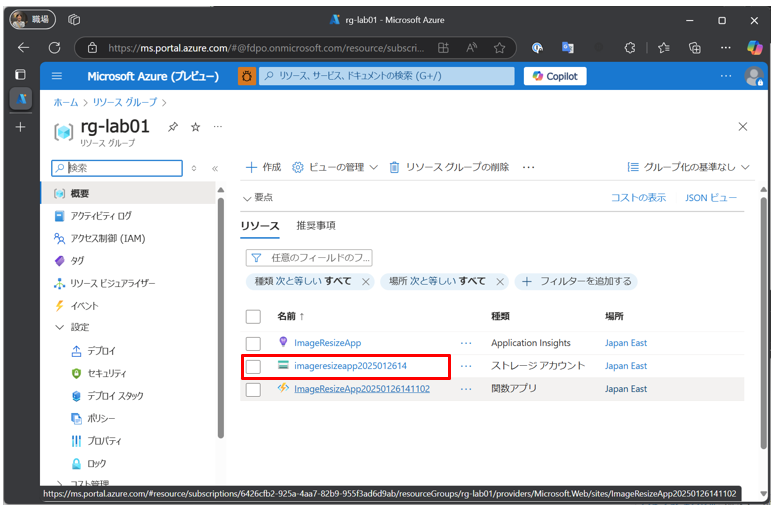 職場
rg-lab01 - Microsoft Azure
https://ms.portal.azure.com/#@fdpo.onmicrosoft.com/resource/subscri...
Microsoft Azure (プレビュー)
リソース、サービス、ドキュメントの検索 (G+/)
Copilot
ホーム > リソース グループ >
rg-lab01
リソース グループ
検索
作成
ビューの管理
リソース グループの削除
グループ化の基準なし
概要
アクティビティ ログ
アクセス制御 (IAM)
タグ
リソース ビジュアライザー
イベント
設定
デプロイ
セキュリティ
デプロイ スタック
ポリシー
プロパティ
ロック
コスト管理
要点
コストの表示
JSON ビュー
リソース
推奨事項
任意のフィールドのフ...
種類 次と等しい すべて
場所 次と等しい すべて
フィルターを追加する
名前 ↑
種類
場所
ImageResizeApp
Application Insights
Japan East
imageresizeapp2025012614
ストレージ アカウント
Japan East
ImageResizeApp20250126141102
関数アプリ
Japan East
https://ms.portal.azure.com/#resource/subscriptions/6426cfb2-925a-4aa7-82b9-955f3ad6d9ab/resourceGroups/rg-lab01/providers/Microsoft.Web/sites/ImageResizeApp20250126141102